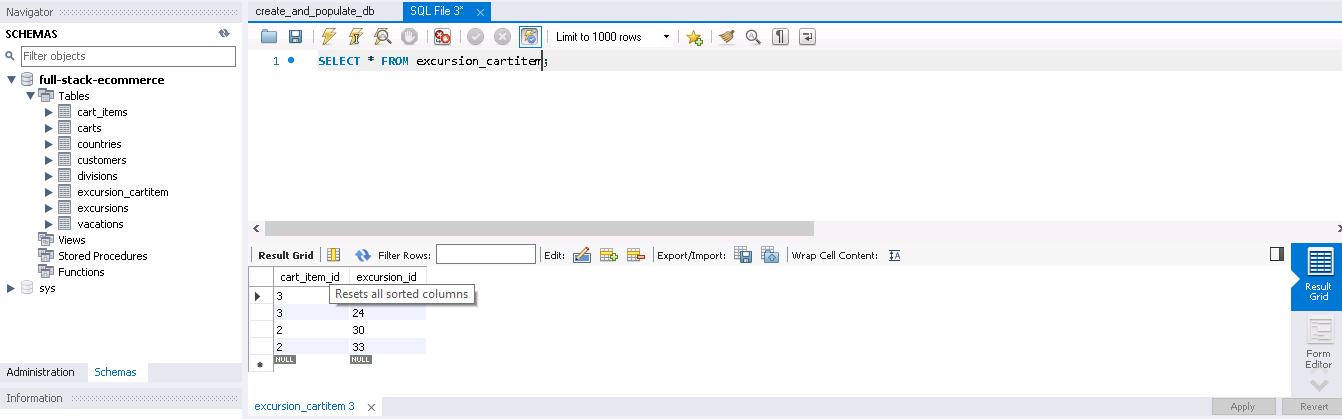 Navigator
SCHEMAS
Filter objects
full-stack-ecommerce
Tables
cart_items
carts
countries
customers
divisions
excursion_cartitem
excursions
vacations
Views
Stored Procedures
Functions
sys
Administration Schemas
Information
create_and_populate_db SQL File 3*
Limit to 1000 rows
1 SELECT * FROM excursion_cartitem;
Result Grid Filter Rows: Edit: Export/Import: Wrap Cell Content: IA
cart_item_id excursion_id
3
Resets all sorted columns
3 24
2 30
2 33
NULL NULL
Result Grid
Form Editor
excursion_cartitem 3
Apply Revert